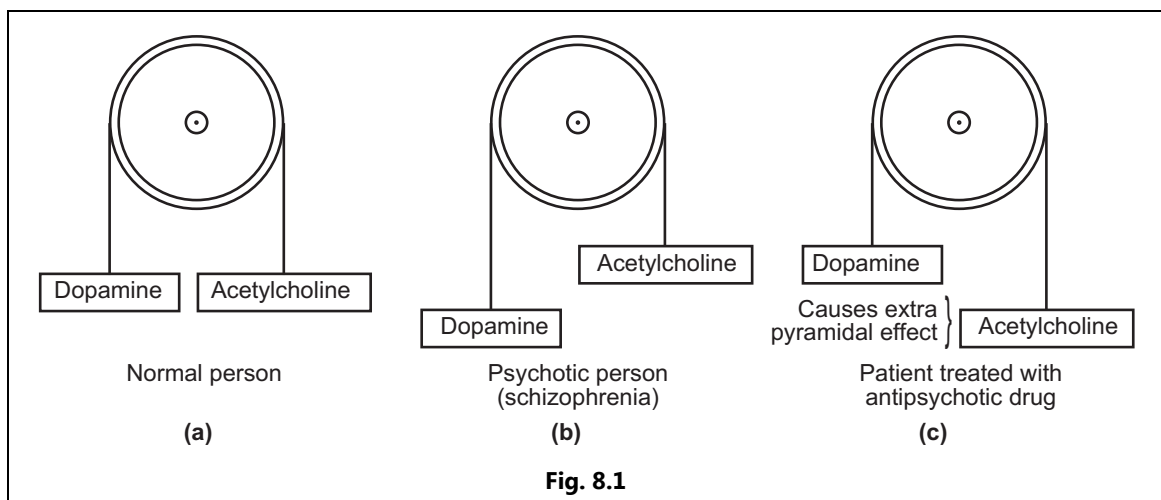 Dopamine
Acetylcholine
Normal person
(a)
Acetylcholine
Dopamine
Psychotic person
(schizophrenia)
(b)
Dopamine
Causes extra
pyramidal effect
Acetylcholine
Patient treated with
antipsychotic drug
(c)
Fig. 8.1